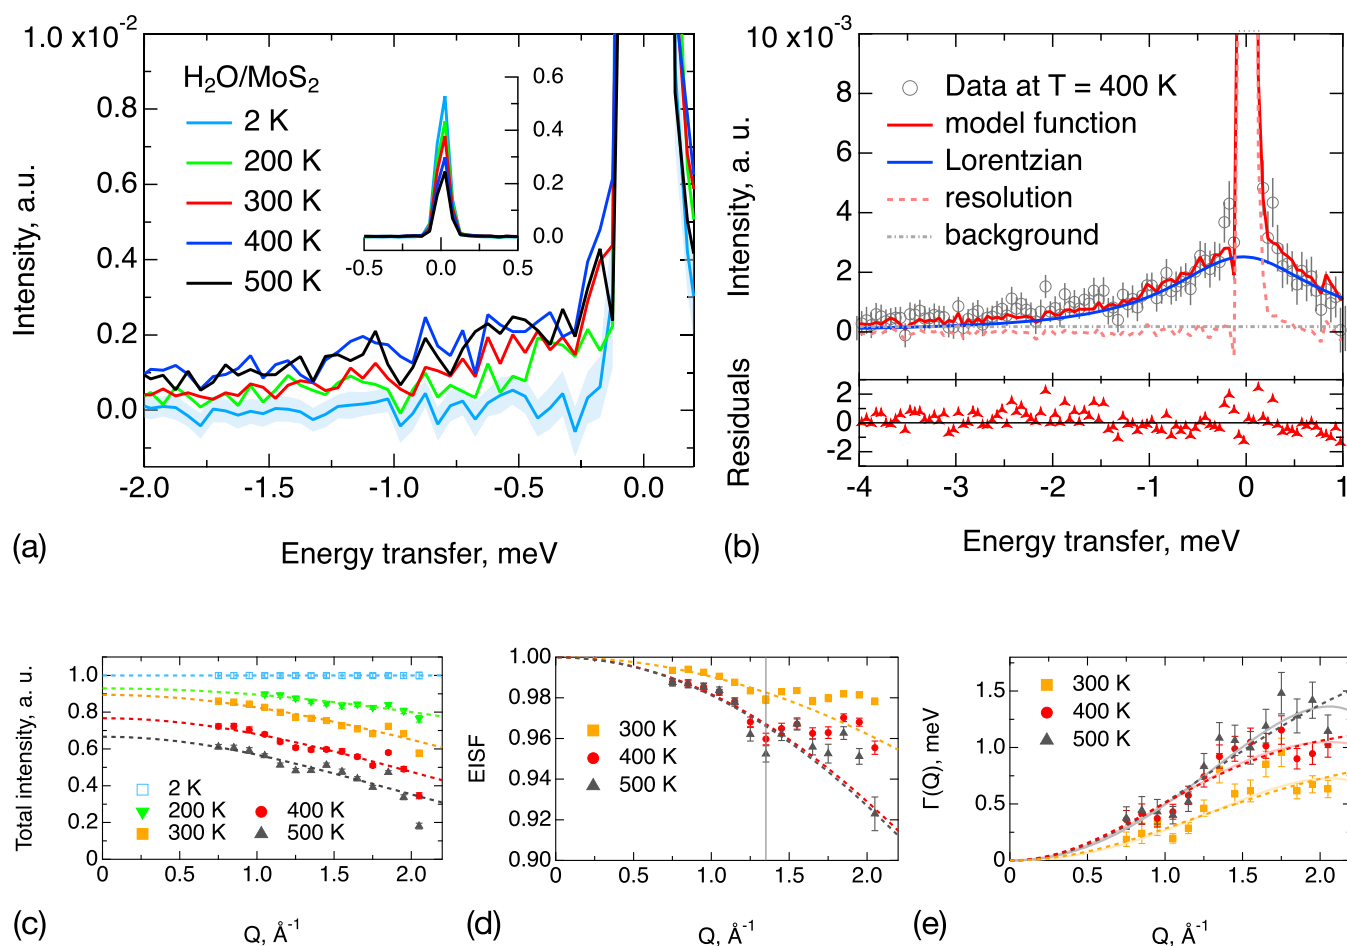 1.0 x10⁻²
0.8
0.6
0.4
0.2
0.0
Intensity, a.u.
H₂O/MoS₂
2 K
200 K
300 K
400 K
500 K
0.6
0.4
0.2
0.0
-0.5 0.0 0.5
-2.0 -1.5 -1.0 -0.5 0.0
(a) Energy transfer, meV
10 x10⁻³
8
6
4
2
0
Intensity, a. u.
Data at T = 400 K
model function
Lorentzian
resolution
background
Residuals
2
0
-2
-4 -3 -2 -1 0 1
(b) Energy transfer, meV
Total intensity, a. u.
1.0
0.8
0.6
0.4
0.2
0
2 K
200 K
300 K
400 K
500 K
0 0.5 1.0 1.5 2.0
(c) Q, Å⁻¹
EISF
1.00
0.98
0.96
0.94
0.92
0.90
300 K
400 K
500 K
0 0.5 1.0 1.5 2.0
(d) Q, Å⁻¹
Γ(Q), meV
1.5
1.0
0.5
0
300 K
400 K
500 K
0 0.5 1.0 1.5 2.0
(e) Q, Å⁻¹